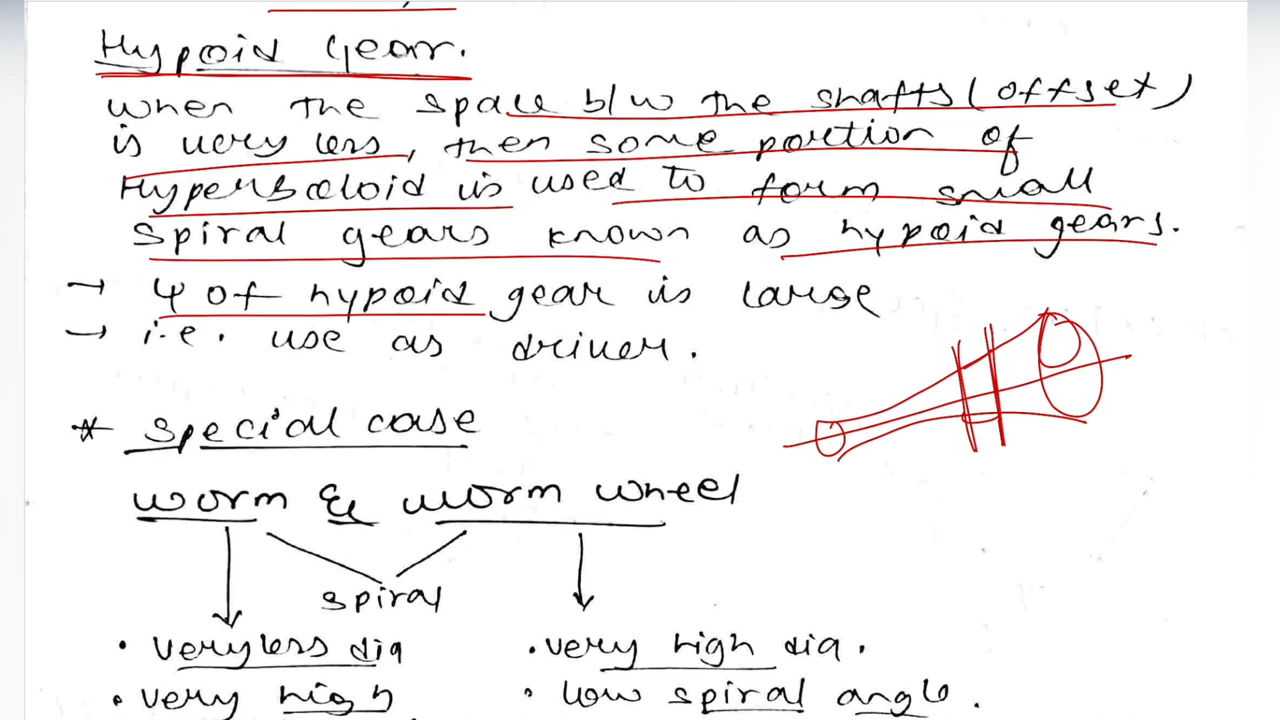 Hypoid Gear.
when the space b/w the shafts (offset)
is very less, then some portion of
Hyperboloid is used to form small
spiral gears known as hypoid gears.
→ ψ of hypoid gear is large
→ i.e. use as driver.
* special case
worm & worm wheel
spiral
• very less dia • very high dia.
• very high • low spiral angle.